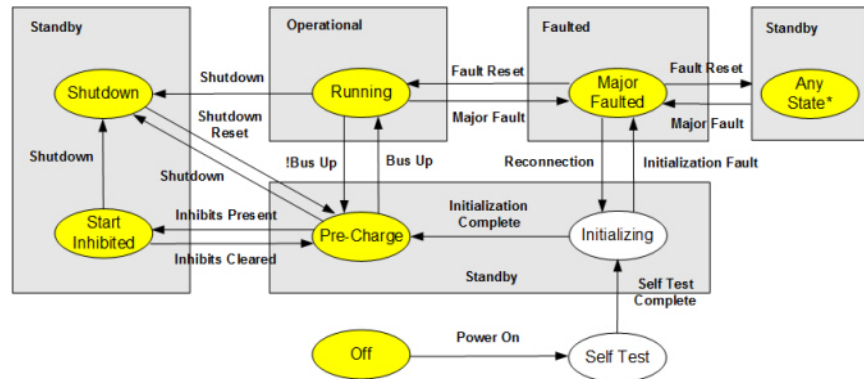 Standby
Operational
Faulted
Standby
Shutdown
Shutdown
Running
Fault Reset
Major
Faulted
Fault Reset
Any
State*
Shutdown
Reset
Major Fault
Major Fault
Shutdown
Shutdown
!Bus Up
Bus Up
Reconnection
Initialization Fault
Start
Inhibited
Inhibits Present
Inhibits Cleared
Pre-Charge
Initialization
Complete
Initializing
Standby
Self Test
Complete
Off
Power On
Self Test